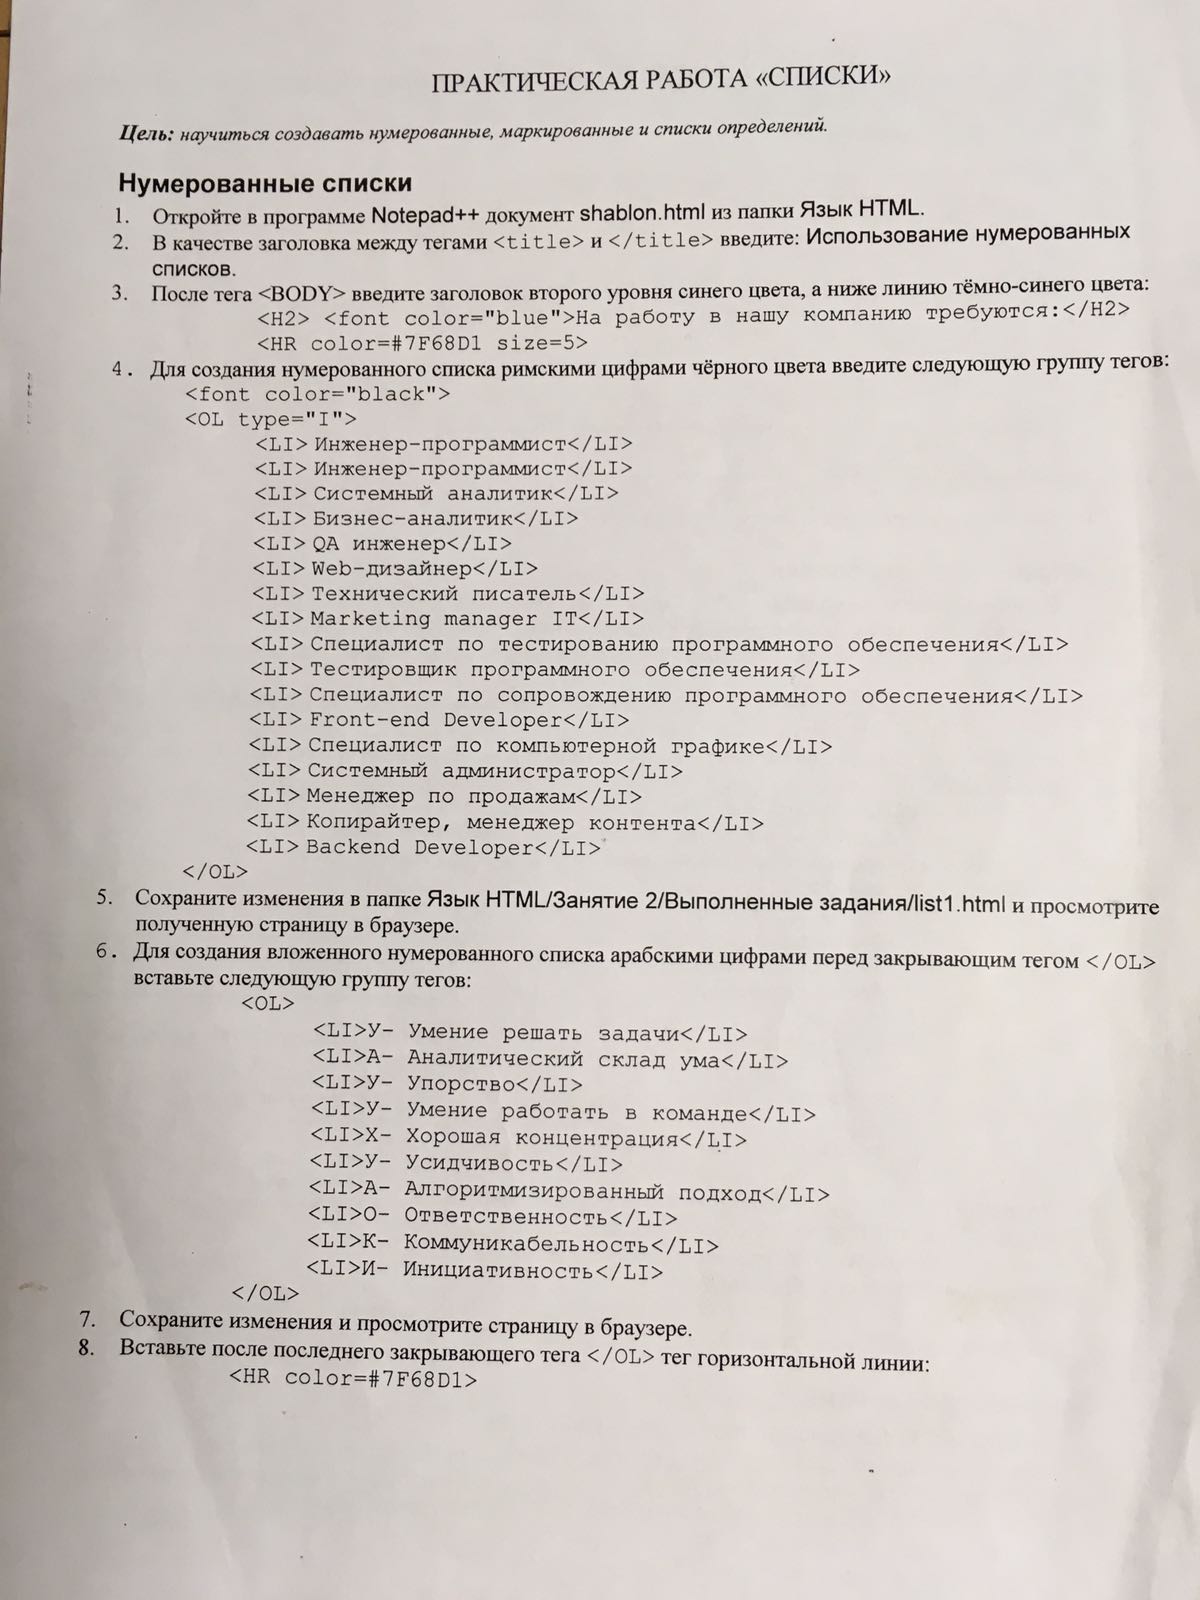 ПРАКТИЧЕСКАЯ РАБОТА «СПИСКИ»
Цель: научиться создавать нумерованные, маркированные и списки определений.
Нумерованные списки
1. Откройте в программе Notepad++ документ shablon.html из папки Язык HTML.
2. В качестве заголовка между тегами <title> и </title> введите: Использование нумерованных
списков.
3. После тега <BODY> введите заголовок второго уровня синего цвета, а ниже линию тёмно-синего цвета:
<H2> <font color="blue">На работу в нашу компанию требуются:</H2>
<HR color=#7F68D1 size=5>
4. Для создания нумерованного списка римскими цифрами чёрного цвета введите следующую группу тегов:
<font color="black">
<OL type="I">
<LI> Инженер-программист</LI>
<LI> Инженер-программист</LI>
<LI> Системный аналитик</LI>
<LI> Бизнес-аналитик</LI>
<LI> QA инженер</LI>
<LI> Web-дизайнер</LI>
<LI> Технический писатель</LI>
<LI> Marketing manager IT</LI>
<LI> Специалист по тестированию программного обеспечения</LI>
<LI> Тестировщик программного обеспечения</LI>
<LI> Специалист по сопровождению программного обеспечения</LI>
<LI> Front-end Developer</LI>
<LI> Специалист по компьютерной графике</LI>
<LI> Системный администратор</LI>
<LI> Менеджер по продажам</LI>
<LI> Копирайтер, менеджер контента</LI>
<LI> Backend Developer</LI>
</OL>
5. Сохраните изменения в папке Язык HTML/Занятие 2/Выполненные задания/list1.html и просмотрите
полученную страницу в браузере.
6. Для создания вложенного нумерованного списка арабскими цифрами перед закрывающим тегом </OL>
вставьте следующую группу тегов:
<OL>
<LI>У- Умение решать задачи</LI>
<LI>А- Аналитический склад ума</LI>
<LI>У- Упорство</LI>
<LI>У- Умение работать в команде</LI>
<LI>Х- Хорошая концентрация</LI>
<LI>У- Усидчивость</LI>
<LI>А- Алгоритмизированный подход</LI>
<LI>О- Ответственность</LI>
<LI>К- Коммуникабельность</LI>
<LI>И- Инициативность</LI>
</OL>
7. Сохраните изменения и просмотрите страницу в браузере.
8. Вставьте после последнего закрывающего тега </OL> тег горизонтальной линии:
<HR color=#7F68D1>